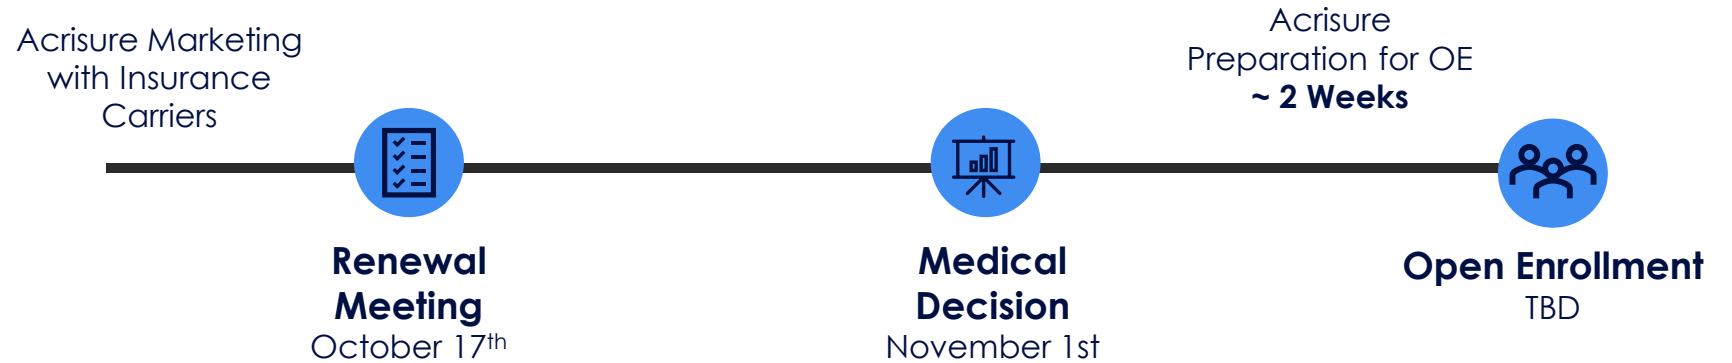 Acrisure Marketing
with Insurance
Carriers
Renewal
Meeting
October 17th
Medical
Decision
November 1st
Acrisure
Preparation for OE
~ 2 Weeks
Open Enrollment
TBD